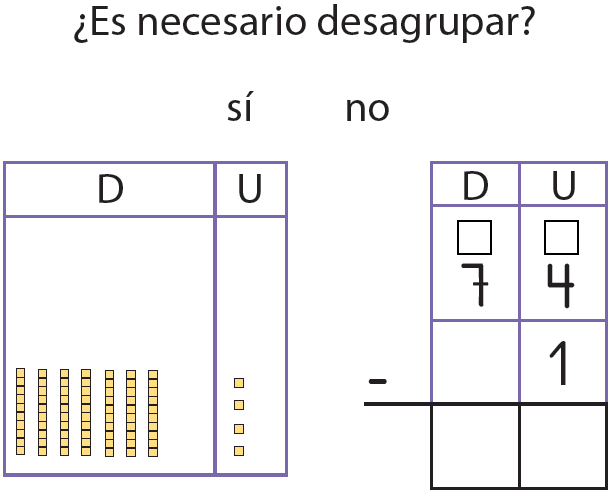 ¿Es necesario desagrupar?
sí no
D U D U
7 4
- 1